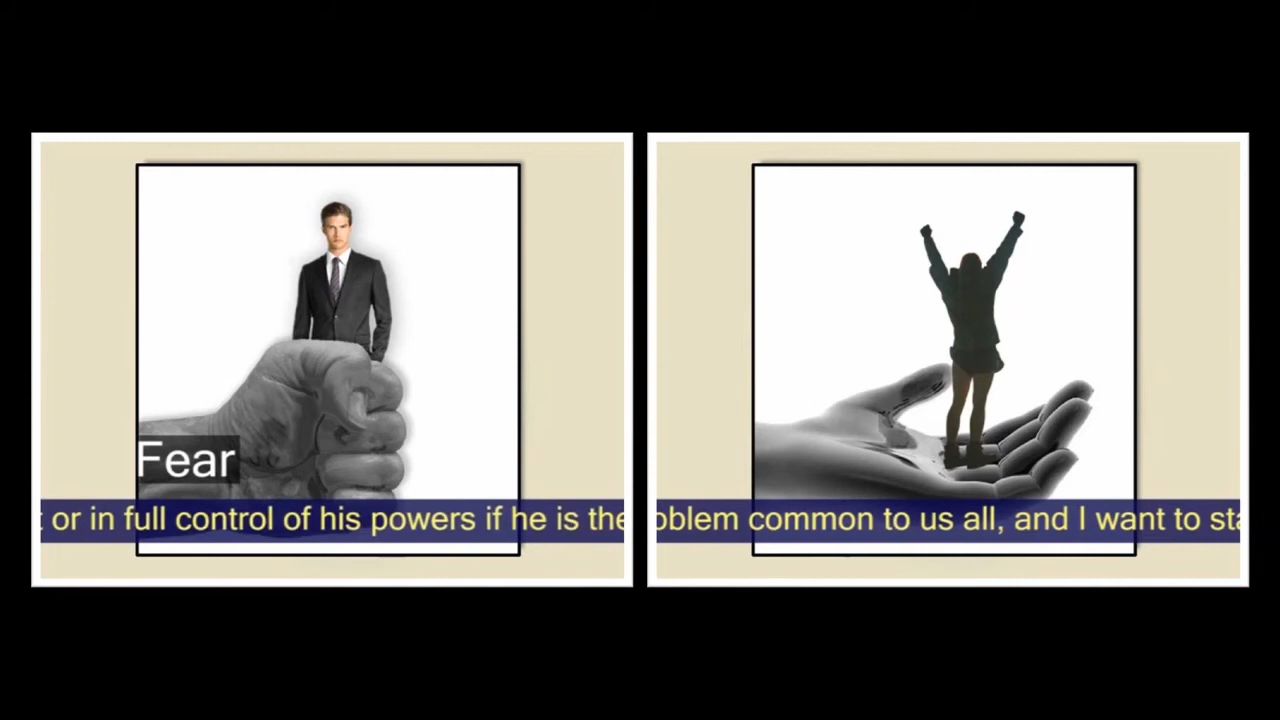 Fear
or in full control of his powers if he is the
oblem common to us all, and I want to sta